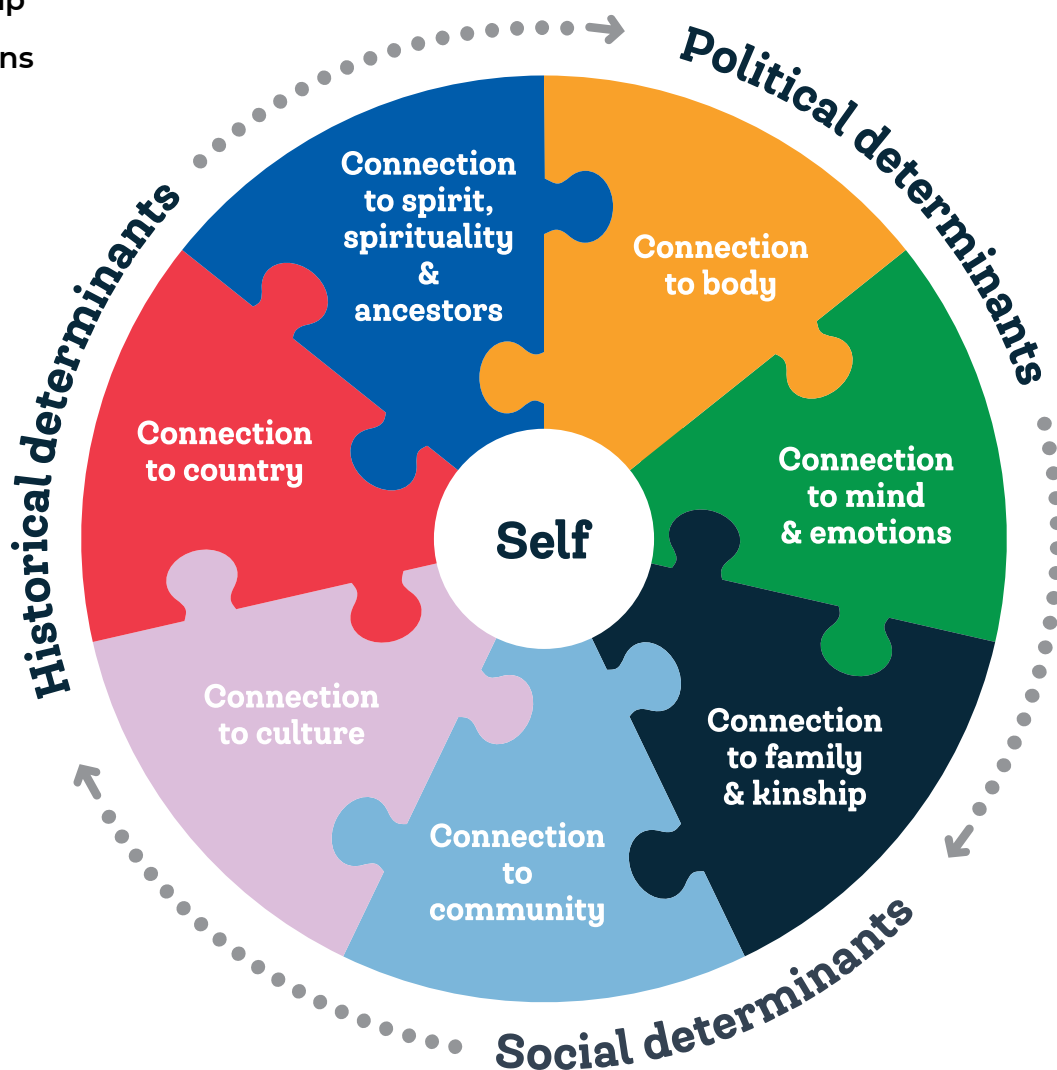 ns
Political determinants
Historical determinants
Connection
to spirit,
spirituality
&
ancestors
Connection
to body
Connection
to country
Connection
to mind
& emotions
Self
Connection
to culture
Connection
to family
& kinship
Connection
to
community
Social determinants